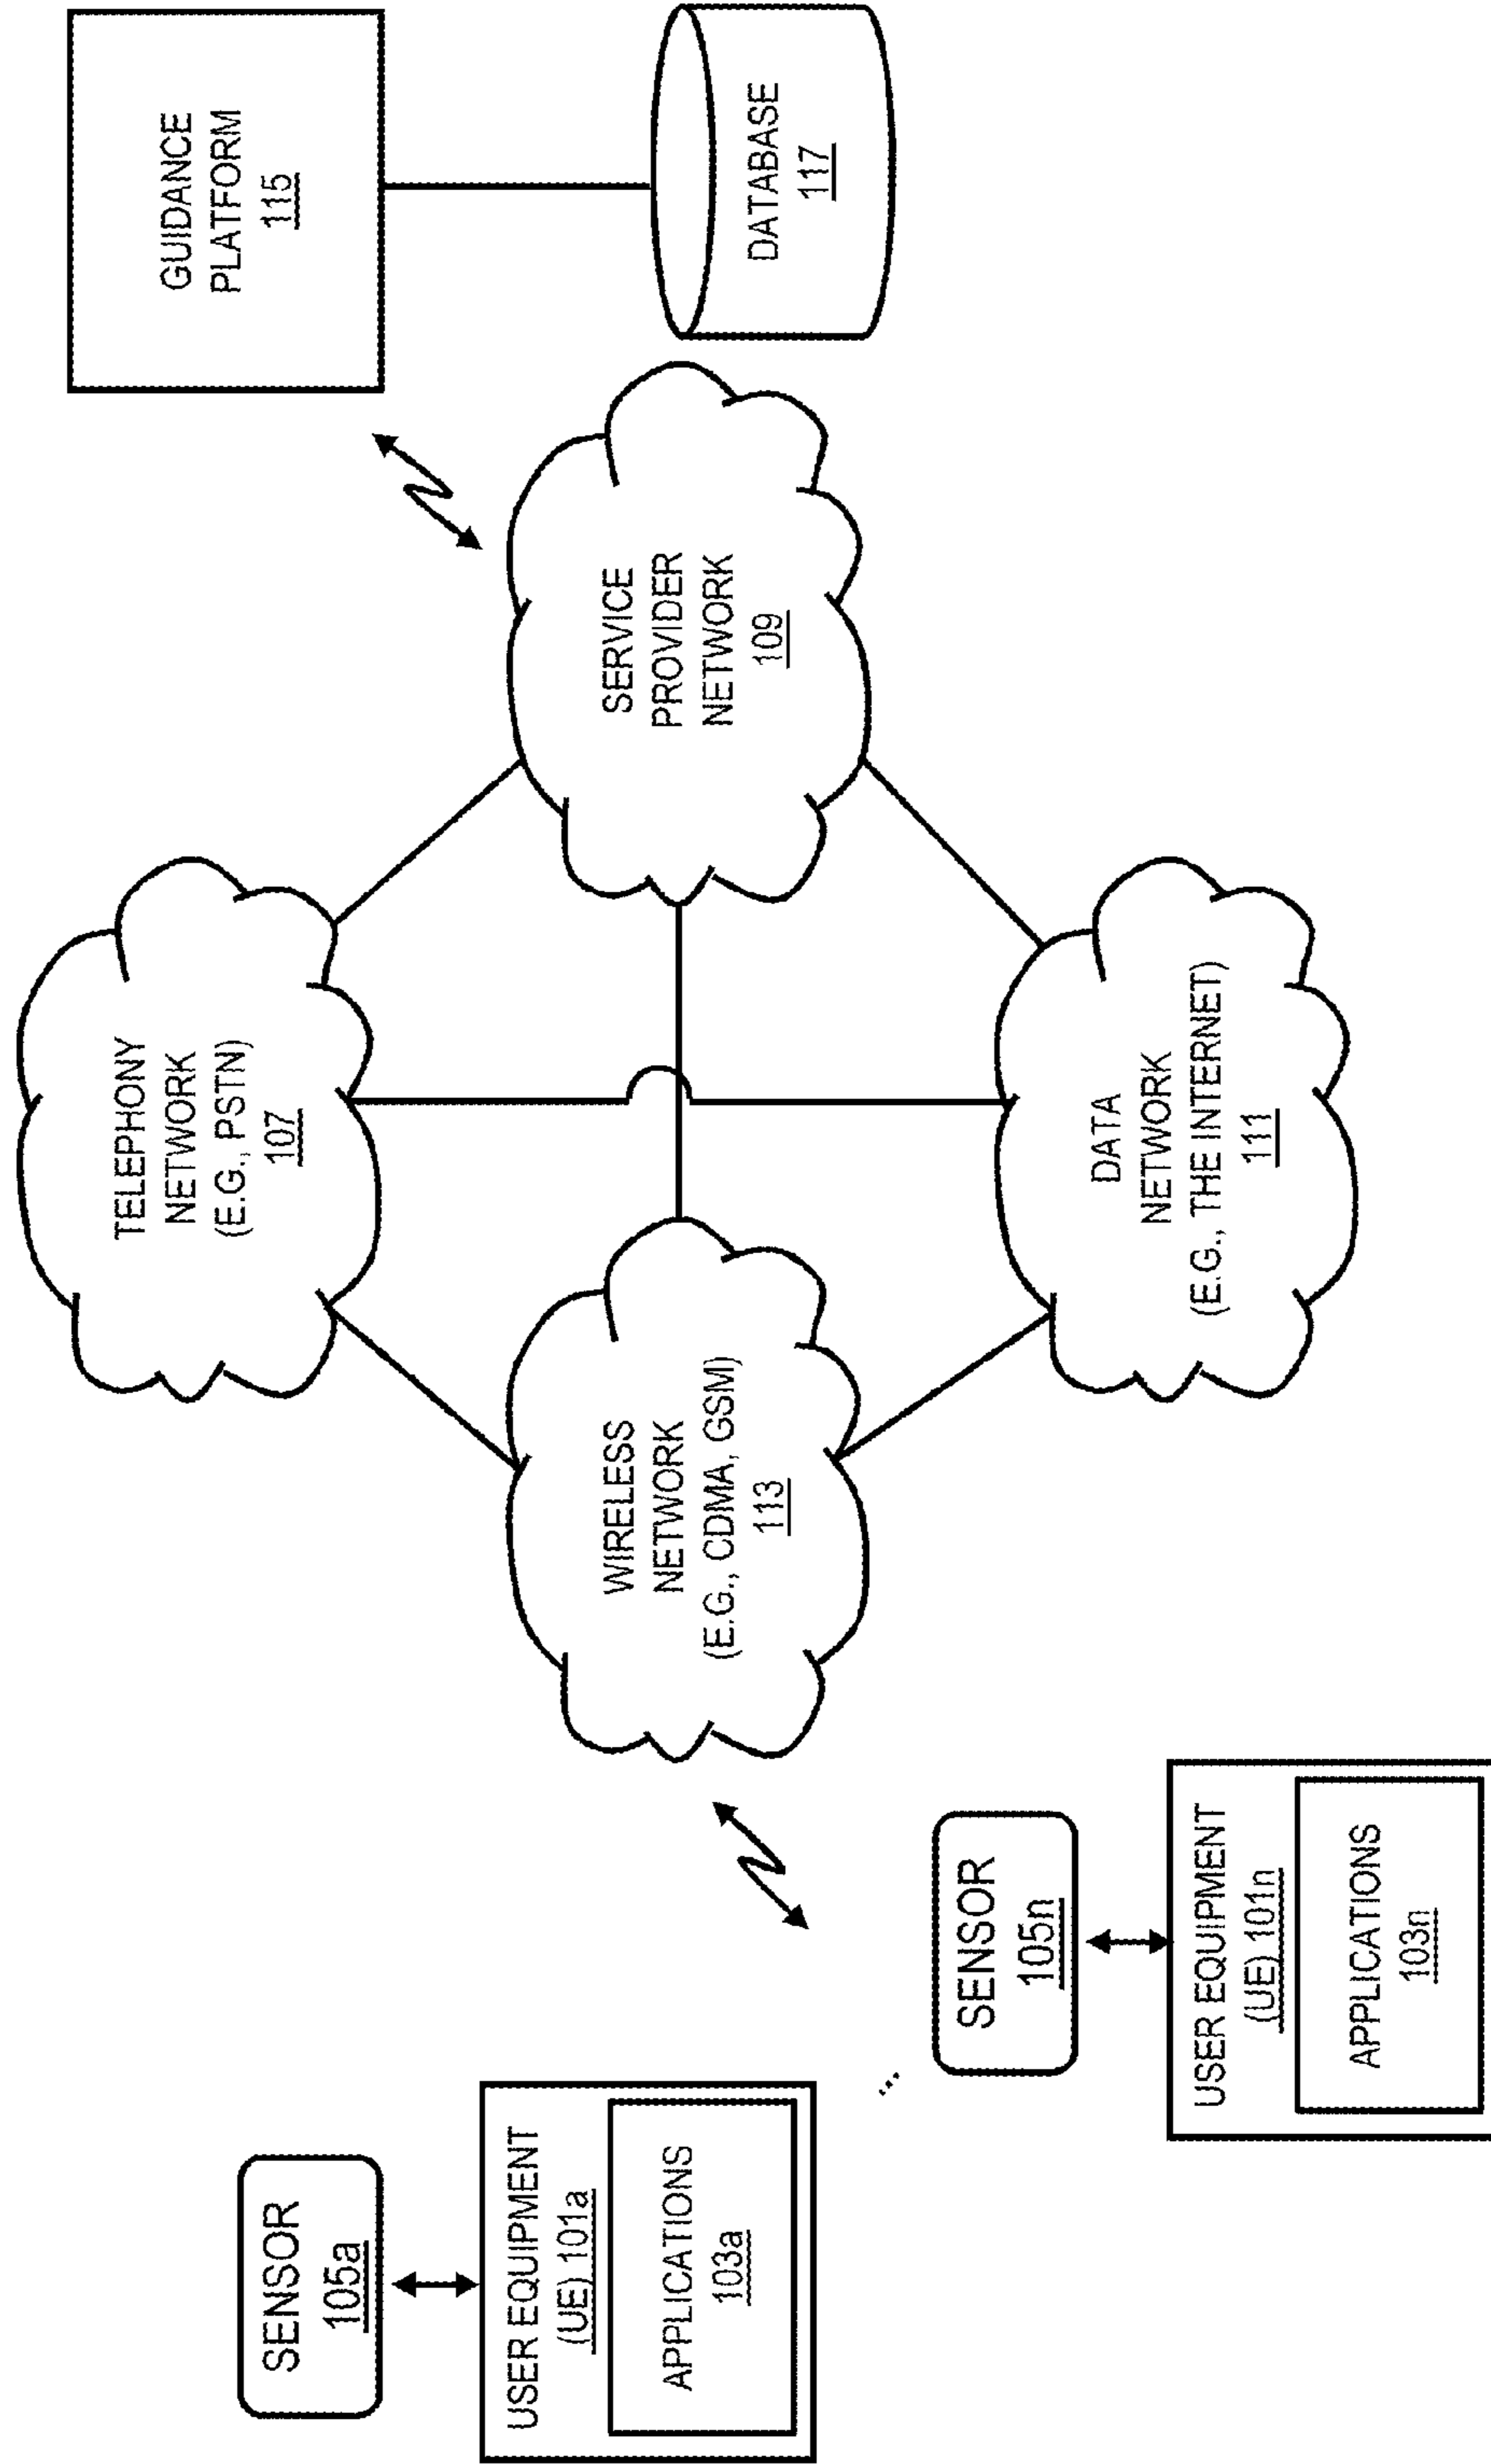 SENSOR
105a
USER EQUIPMENT
(UE) 101a
APPLICATIONS
103a
...
SENSOR
105n
USER EQUIPMENT
(UE) 101n
APPLICATIONS
103n
WIRELESS
NETWORK
(E.G., CDMA, GSM)
113
TELEPHONY
NETWORK
(E.G., PSTN)
107
DATA
NETWORK
(E.G., THE INTERNET)
111
SERVICE
PROVIDER
NETWORK
109
GUIDANCE
PLATFORM
115
DATABASE
117